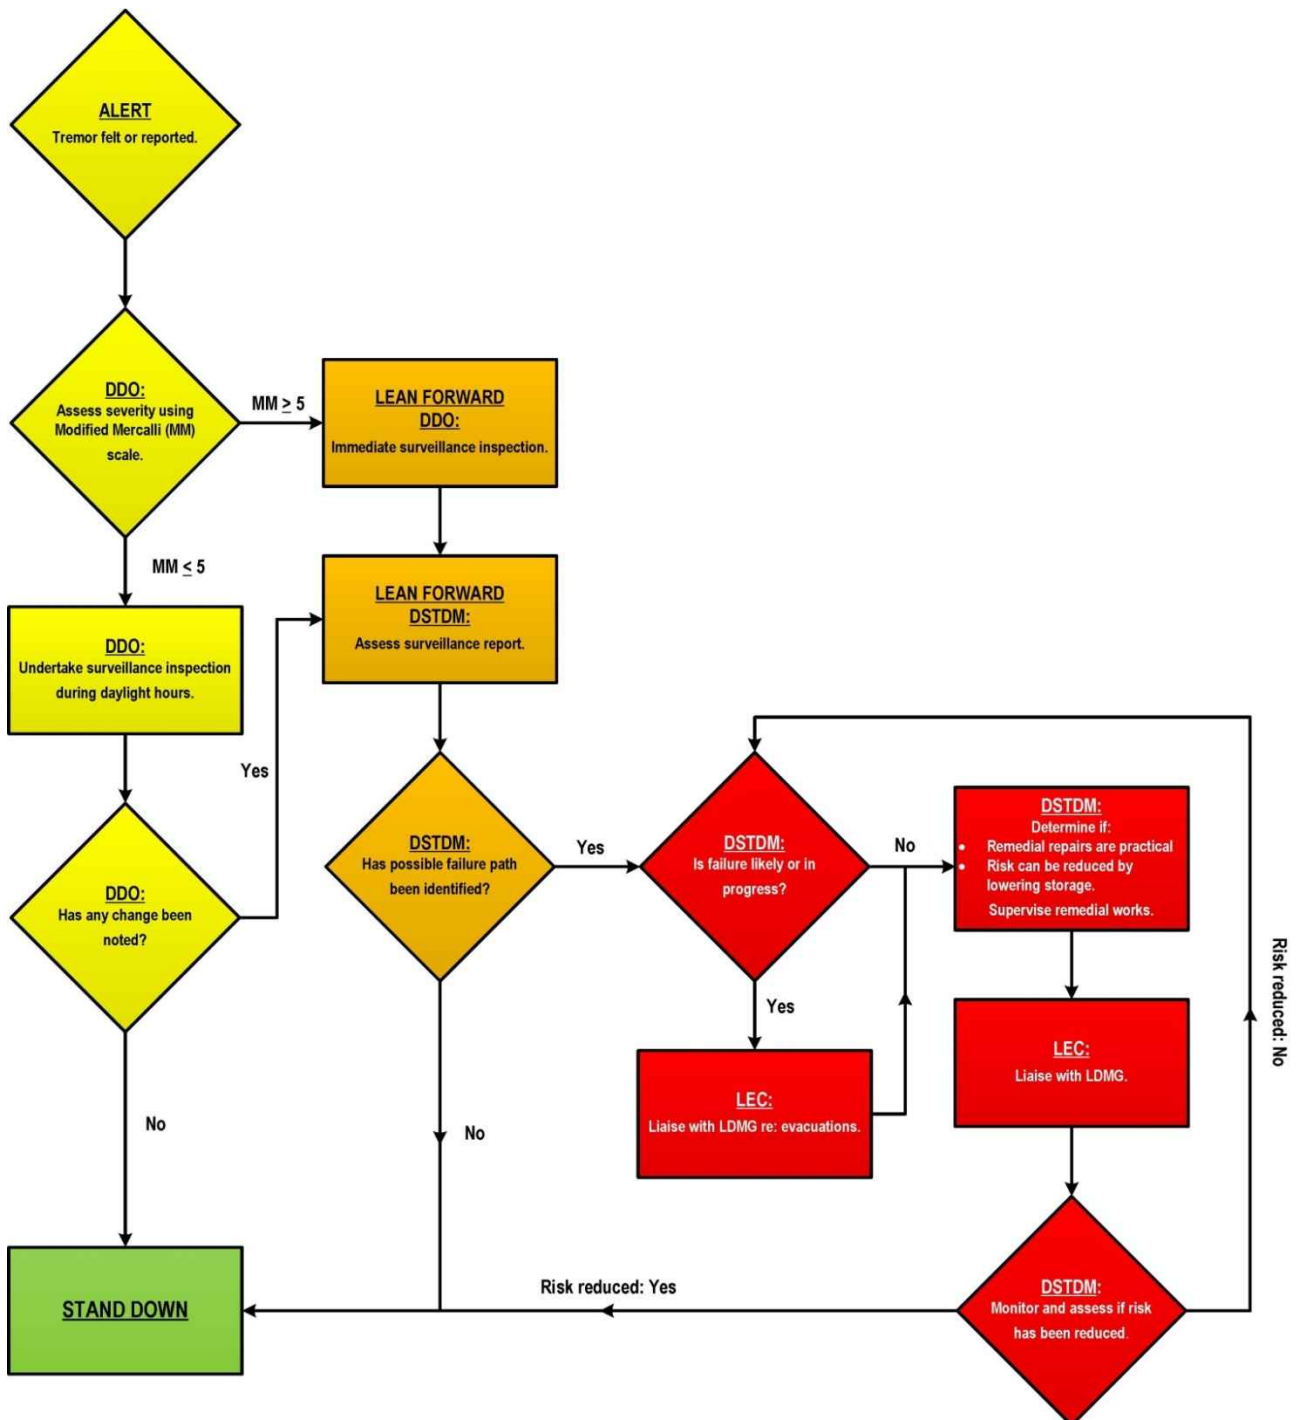 ALERT
Tremor felt or reported.
DDO:
Assess severity using
Modified Mercalli (MM)
scale.
MM ≥ 5
LEAN FORWARD
DDO:
Immediate surveillance inspection.
MM ≤ 5
LEAN FORWARD
DSTDM:
Assess surveillance report.
DDO:
Undertake surveillance inspection
during daylight hours.
Yes
DDO:
Has any change been
noted?
No
DSTDM:
Has possible failure path
been identified?
Yes
No
DSTDM:
Is failure likely or in
progress?
No
Yes
LEC:
Liaise with LDMG re: evacuations.
DSTDM:
Determine if:
• Remedial repairs are practical
• Risk can be reduced by
lowering storage.
Supervise remedial works.
LEC:
Liaise with LDMG.
Risk reduced: No
DSTDM:
Monitor and assess if risk
has been reduced.
Risk reduced: Yes
STAND DOWN